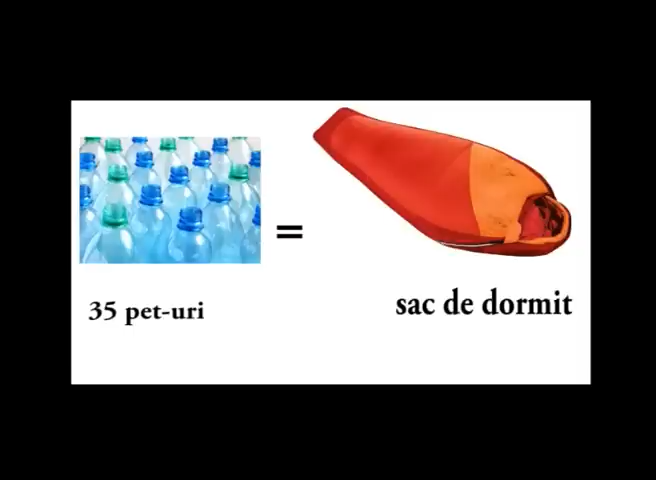 =
35 pet-uri
sac de dormit